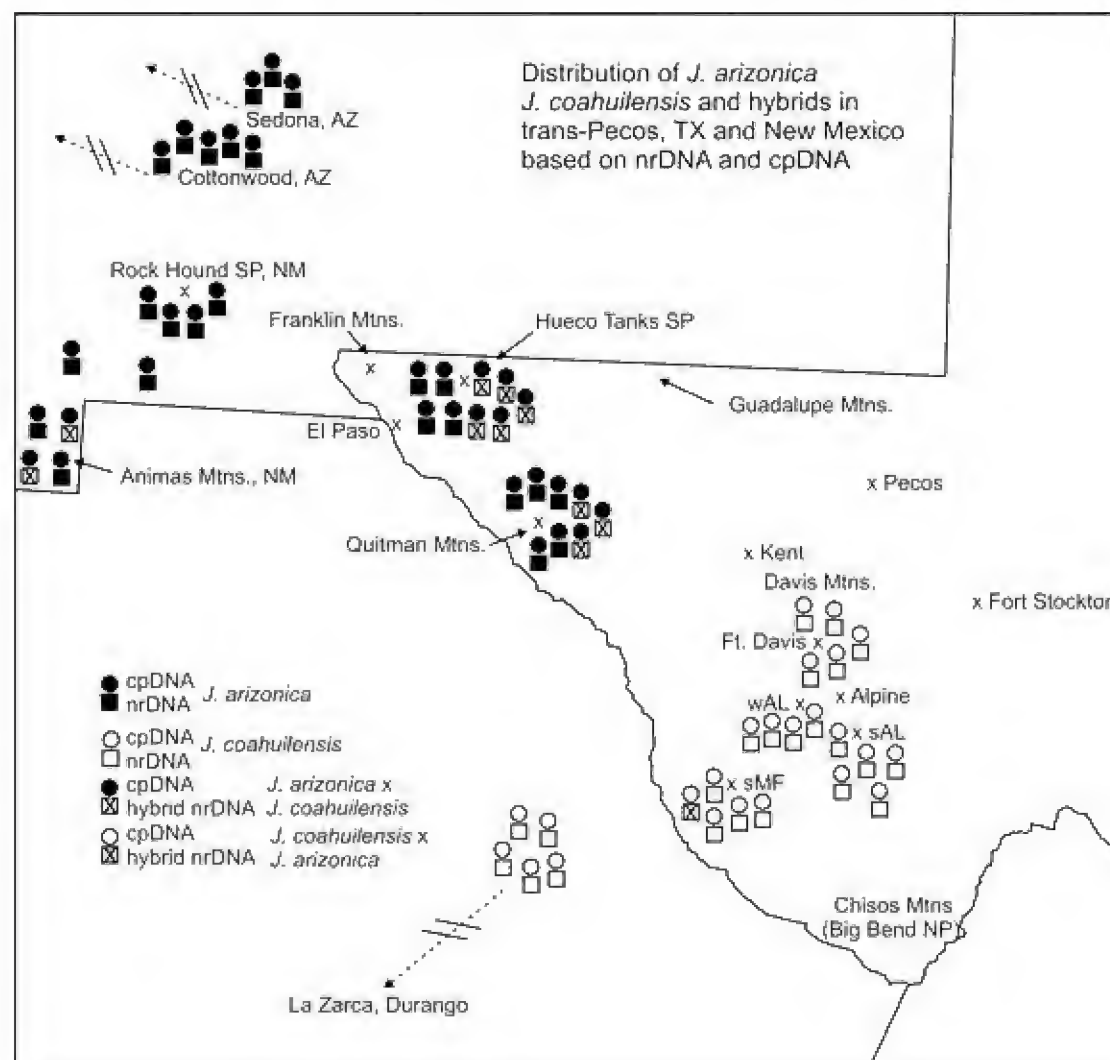 Distribution of J. arizonica
J. coahuilensis and hybrids in
trans-Pecos, TX and New Mexico
based on nrDNA and cpDNA
Sedona, AZ
Cottonwood, AZ
Rock Hound SP, NM
x
Franklin Mtns.
Hueco Tanks SP
x
x
Guadalupe Mtns.
El Paso x
Animas Mtns., NM
x Pecos
x
Quitman Mtns.
x Kent
Davis Mtns.
x Fort Stockton
Ft. Davis x
wAL x
x Alpine
x sAL
x sMF
cpDNA
nrDNA J. arizonica
cpDNA
nrDNA J. coahuilensis
cpDNA J. arizonica x
hybrid nrDNA J. coahuilensis
cpDNA J. coahuilensis x
hybrid nrDNA J. arizonica
Chisos Mtns
(Big Bend NP)
La Zarca, Durango